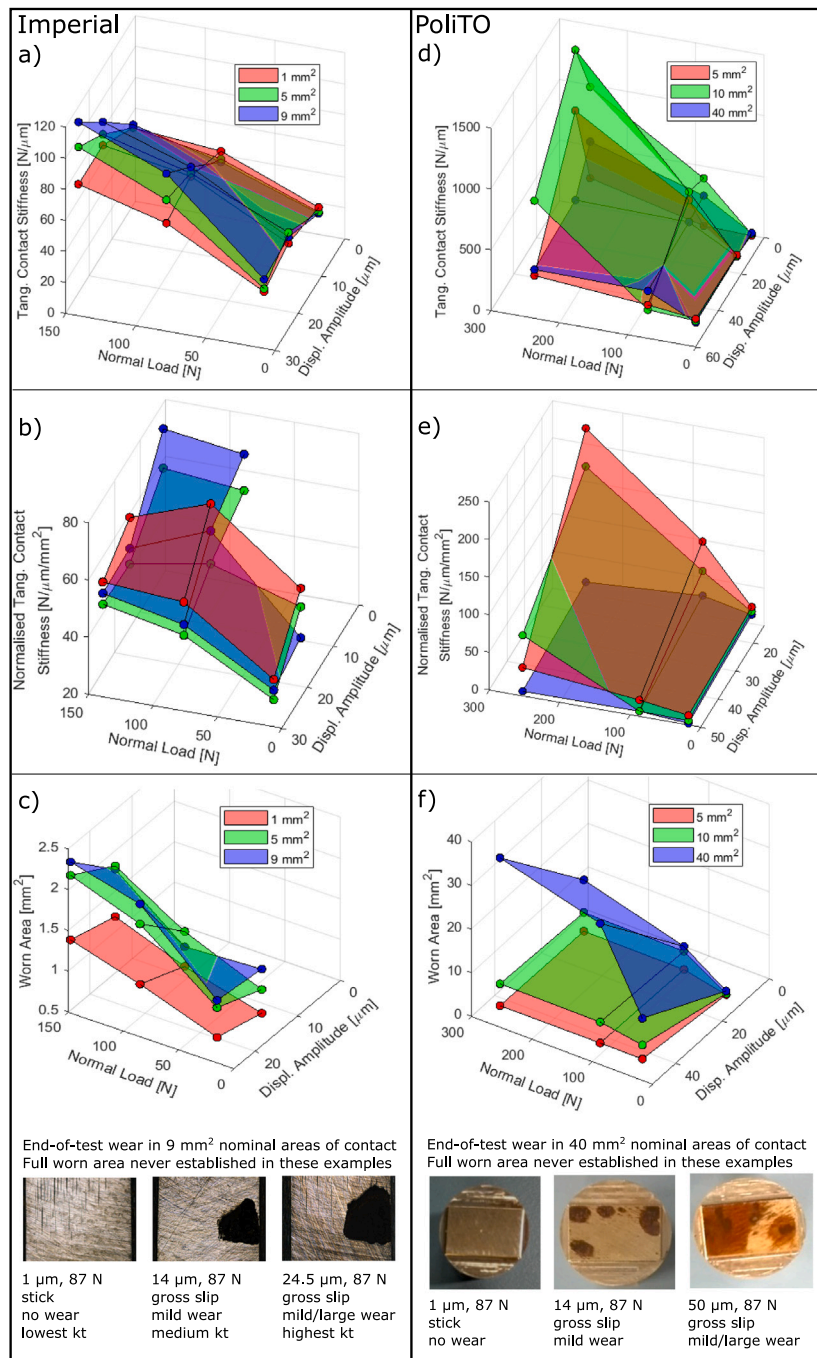 Imperial
a)
1 mm²
5 mm²
9 mm²
Tang. Contact Stiffness [N/μm]
120
100
80
60
40
20
0
150
100
50
0
Normal Load [N]
0
10
20
30
Displ. Amplitude [μm]
PoliTO
d)
5 mm²
10 mm²
40 mm²
Tang. Contact Stiffness [N/μm]
1500
1000
500
0
300
200
100
0
Normal Load [N]
0
20
40
60
Displ. Amplitude [μm]
b)
Normalised Tang. Contact
Stiffness [N/μm/mm²]
80
60
40
20
150
100
50
0
Normal Load [N]
0
10
20
30
Displ. Amplitude [μm]
e)
Normalised Tang. Contact
Stiffness [N/μm/mm²]
250
200
150
100
50
0
300
200
100
0
Normal Load [N]
20
30
40
50
Displ. Amplitude [μm]
c)
1 mm²
5 mm²
9 mm²
Worn Area [mm²]
2.5
2
1.5
1
0.5
150
100
50
0
Normal Load [N]
0
10
20
Displ. Amplitude [μm]
f)
5 mm²
10 mm²
40 mm²
Worn Area [mm²]
40
30
20
10
0
300
200
100
0
Normal Load [N]
0
20
40
Displ. Amplitude [μm]
End-of-test wear in 9 mm² nominal areas of contact
Full worn area never established in these examples
1 μm, 87 N
stick
no wear
lowest kt
14 μm, 87 N
gross slip
mild wear
medium kt
24.5 μm, 87 N
gross slip
mild/large wear
highest kt
End-of-test wear in 40 mm² nominal areas of contact
Full worn area never established in these examples
1 μm, 87 N
stick
no wear
14 μm, 87 N
gross slip
mild wear
50 μm, 87 N
gross slip
mild/large wear